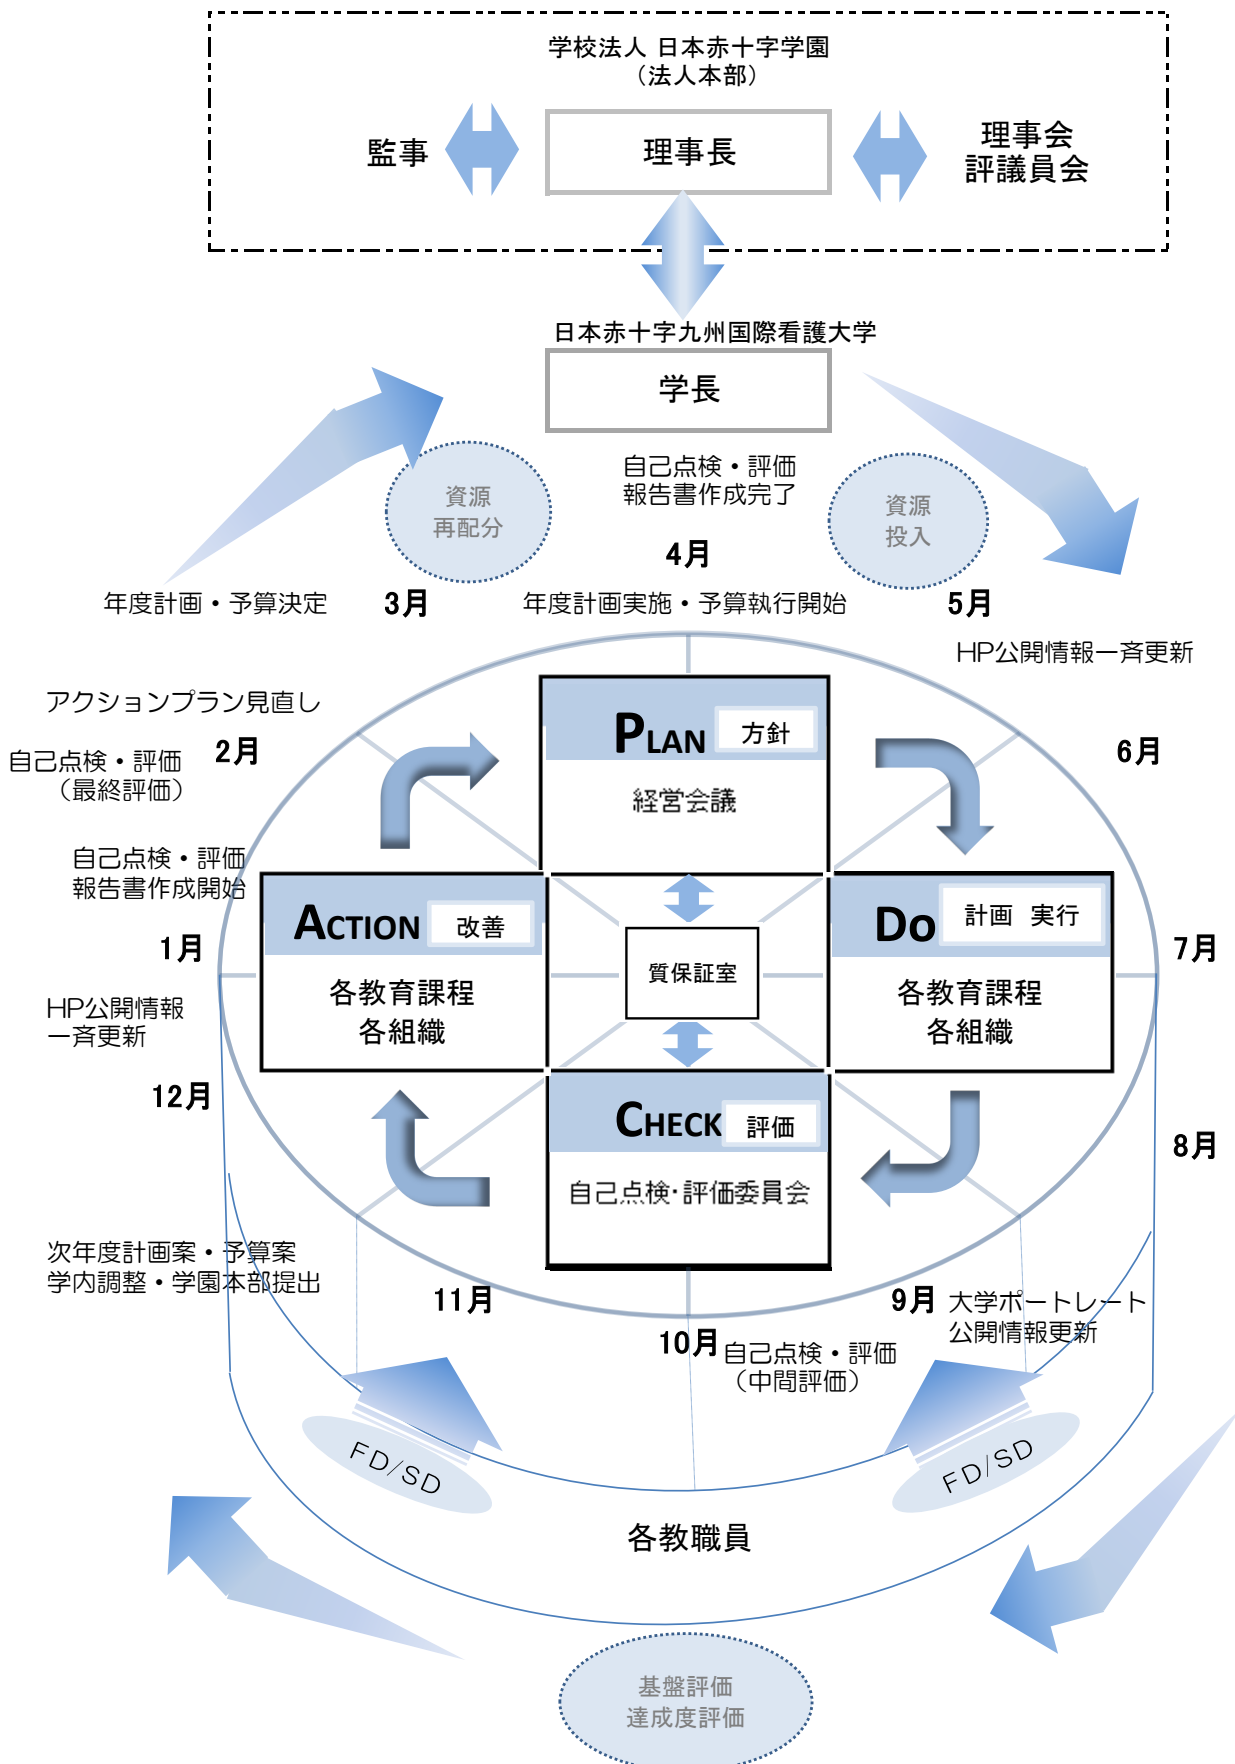 学校法人 日本赤十字学園
（法人本部）
監事
理事長
理事会
評議員会
日本赤十字九州国際看護大学
学長
自己点検・評価
報告書作成完了
資源
再配分
資源
投入
4月
年度計画・予算決定
3月
年度計画実施・予算執行開始
5月
HP公開情報一斉更新
アクションプラン見直し
2月
自己点検・評価
（最終評価）
6月
PLAN 方針
経営会議
自己点検・評価
報告書作成開始
1月
ACTION 改善
各教育課程
各組織
質保証室
DO 計画 実行
各教育課程
各組織
7月
HP公開情報
一斉更新
12月
CHECK 評価
自己点検・評価委員会
8月
次年度計画案・予算案
学内調整・学園本部提出
11月
10月
自己点検・評価
（中間評価）
9月
大学ポートレート
公開情報更新
FD/SD
FD/SD
各教職員
基盤評価
達成度評価